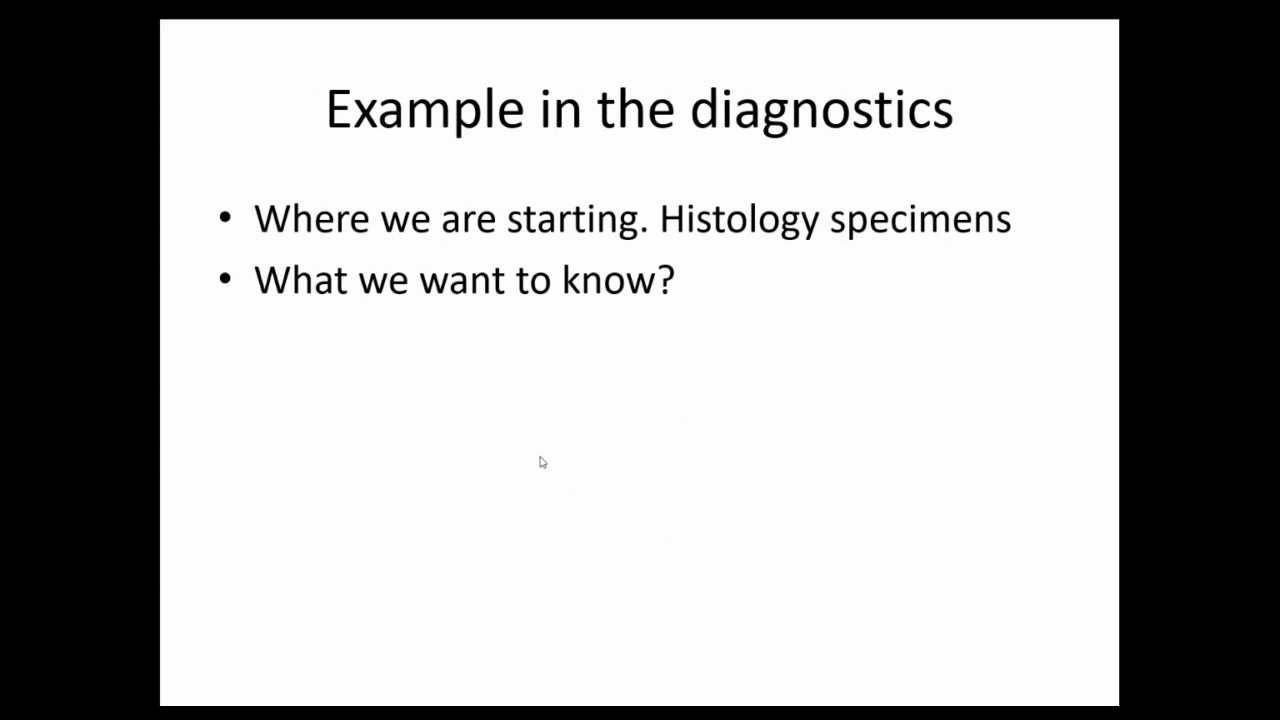 Example in the diagnostics
• Where we are starting. Histology specimens
• What we want to know?